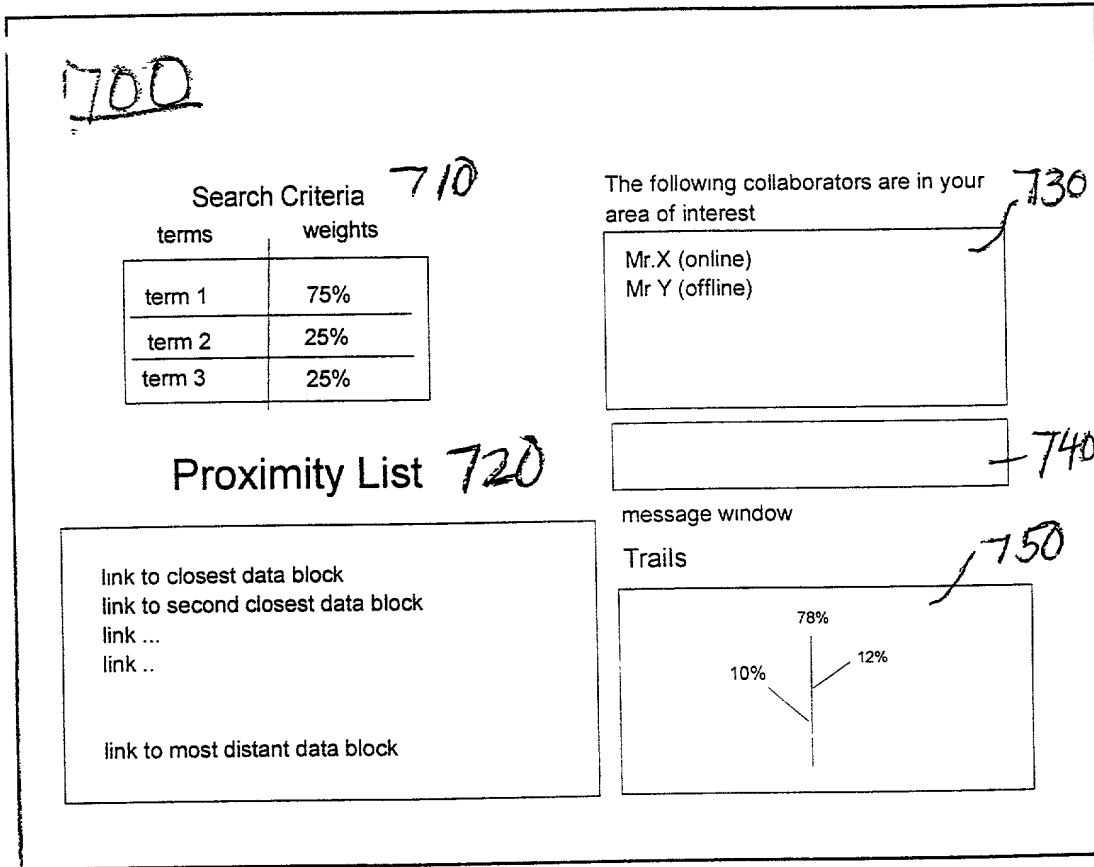 700
Search Criteria 710
terms weights
term 1 75%
term 2 25%
term 3 25%
Proximity List 720
link to closest data block
link to second closest data block
link ...
link ..
link to most distant data block
The following collaborators are in your 730
area of interest
Mr.X (online)
Mr Y (offline)
740
message window
Trails 750
78%
10% 12%